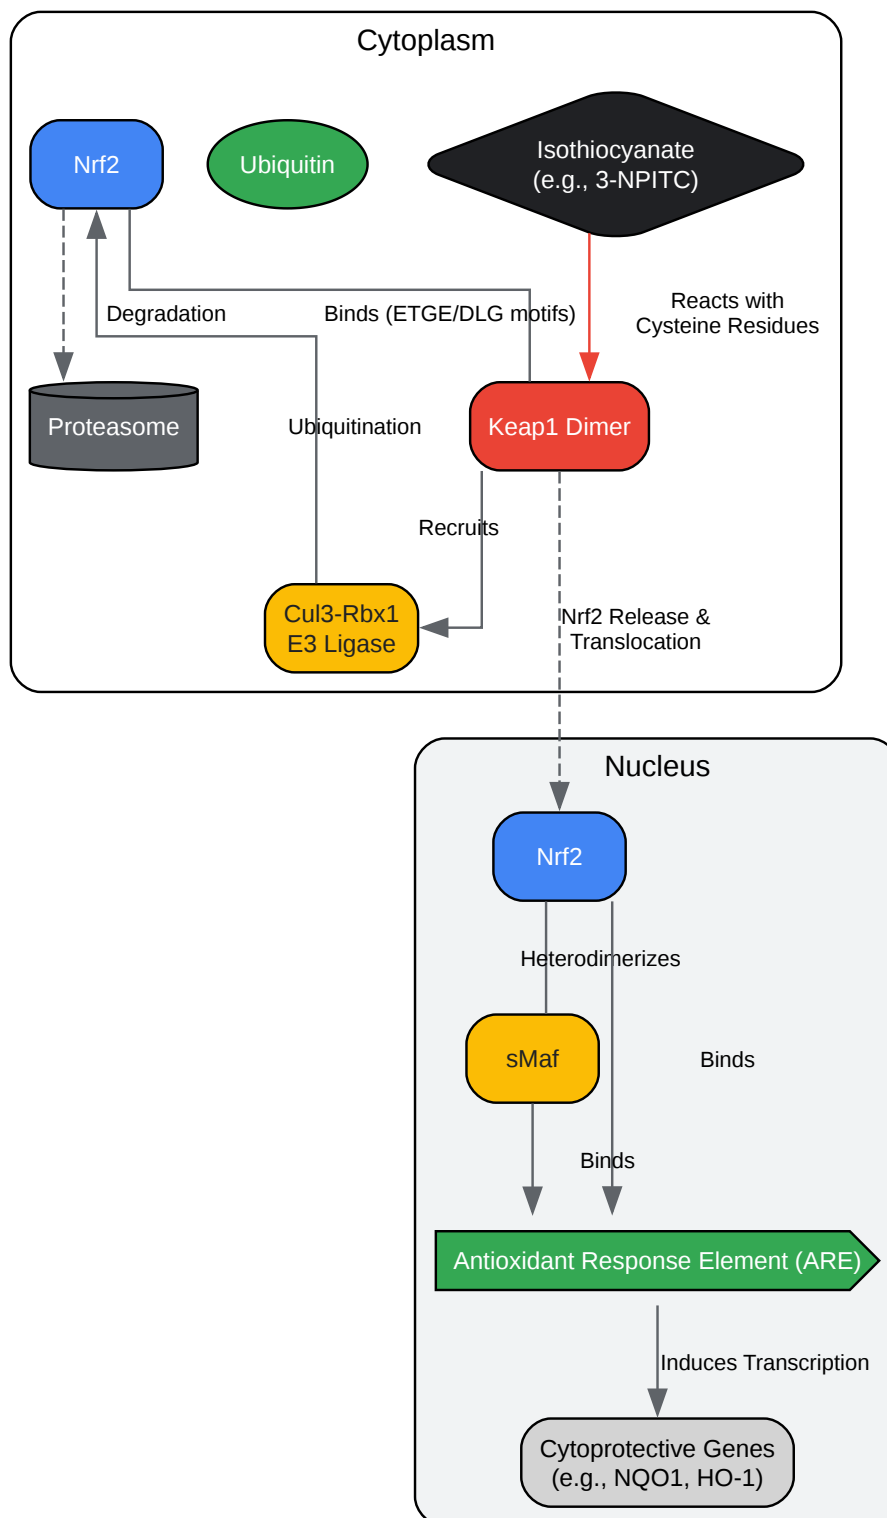 Cytoplasm
Nrf2
Ubiquitin
Isothiocyanate
(e.g., 3-NPITC)
Degradation
Binds (ETGE/DLG motifs)
Reacts with
Cysteine Residues
Proteasome
Ubiquitination
Keap1 Dimer
Recruits
Cul3-Rbx1
E3 Ligase
Nrf2 Release &
Translocation
Nucleus
Nrf2
Heterodimerizes
sMaf
Binds
Binds
Antioxidant Response Element (ARE)
Induces Transcription
Cytoprotective Genes
(e.g., NQO1, HO-1)